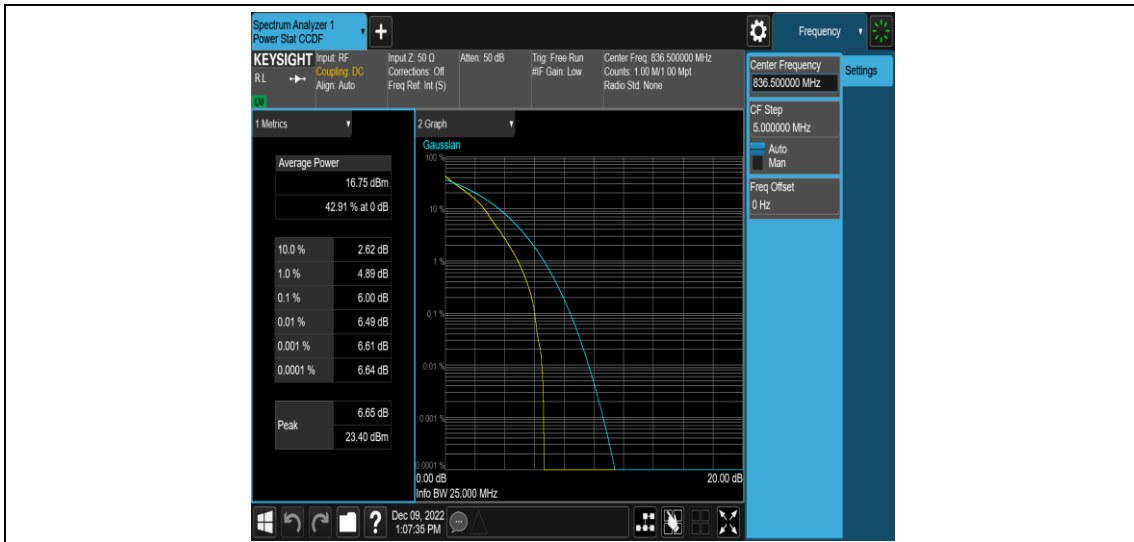 Spectrum Analyzer 1
Power Stat CCDF
Frequency
KEYSIGHT
RL
Input: RF
Coupling: DC
Align: Auto
Input Z: 50 Ω
Corrections: Off
Freq Ref: Int (S)
Atten: 50 dB
Trig: Free Run
#IF Gain: Low
Center Freq: 836.500000 MHz
Counts: 1.00 M/1.00 Mpt
Radio Std: None
Center Frequency
836.500000 MHz
Settings
CF Step
5.000000 MHz
Auto
Man
Freq Offset
0 Hz
1 Metrics
Average Power
16.75 dBm
42.91 % at 0 dB
10.0 % 2.62 dB
1.0 % 4.89 dB
0.1 % 6.00 dB
0.01 % 6.49 dB
0.001 % 6.61 dB
0.0001 % 6.64 dB
Peak
6.65 dB
23.40 dBm
2 Graph
Gaussian
100 %
10 %
1 %
0.1 %
0.01 %
0.001 %
0.0001 %
0.00 dB 20.00 dB
Info BW 25.000 MHz
?
Dec 09, 2022
1:07:35 PM